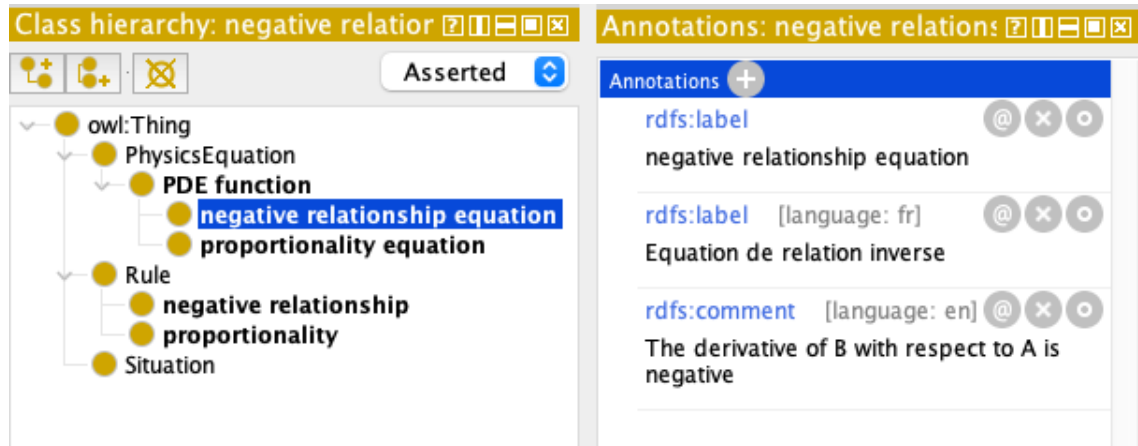 Class hierarchy: negative relatior
Asserted
owl:Thing
PhysicsEquation
PDE function
negative relationship equation
proportionality equation
Rule
negative relationship
proportionality
Situation
Annotations: negative relations
Annotations
rdfs:label
negative relationship equation
rdfs:label [language: fr]
Equation de relation inverse
rdfs:comment [language: en]
The derivative of B with respect to A is
negative